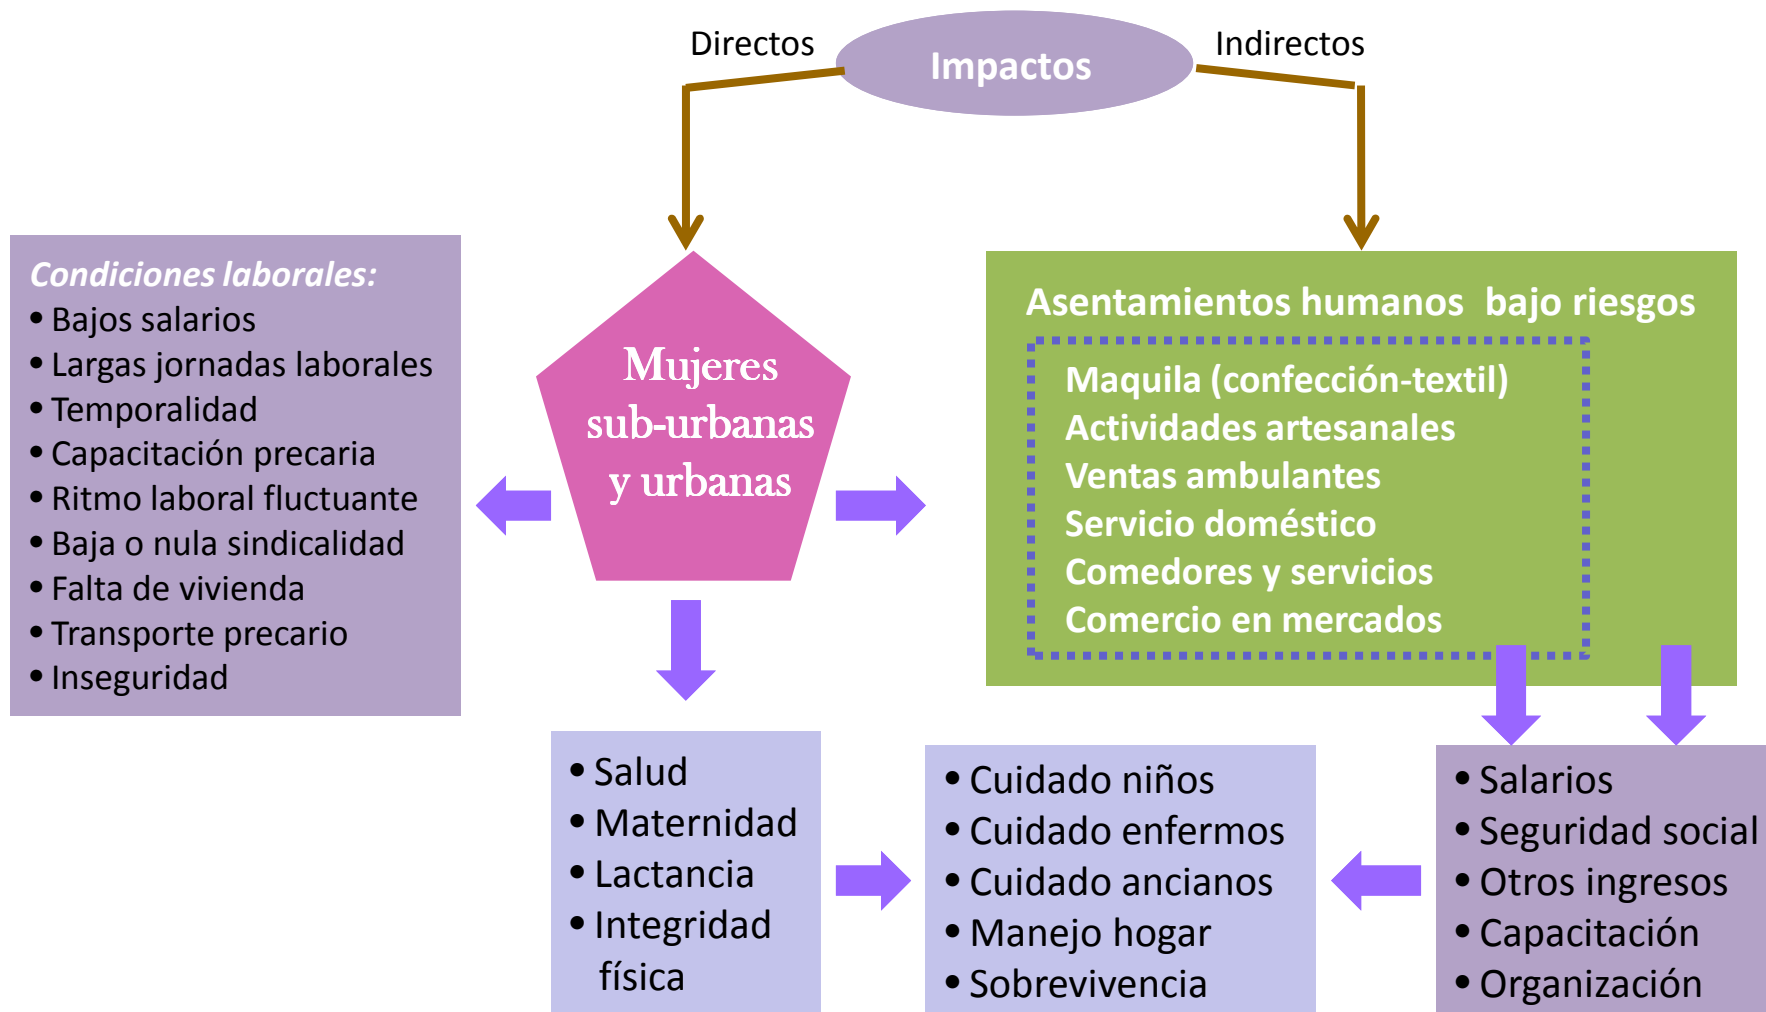 Directos
Impactos
Indirectos
Condiciones laborales:
• Bajos salarios
• Largas jornadas laborales
• Temporalidad
• Capacitación precaria
• Ritmo laboral fluctuante
• Baja o nula sindicalidad
• Falta de vivienda
• Transporte precario
• Inseguridad
Mujeres
sub-urbanas
y urbanas
Asentamientos humanos bajo riesgos
Maquila (confección-textil)
Actividades artesanales
Ventas ambulantes
Servicio doméstico
Comedores y servicios
Comercio en mercados
• Salud
• Maternidad
• Lactancia
• Integridad
física
• Cuidado niños
• Cuidado enfermos
• Cuidado ancianos
• Manejo hogar
• Sobrevivencia
• Salarios
• Seguridad social
• Otros ingresos
• Capacitación
• Organización